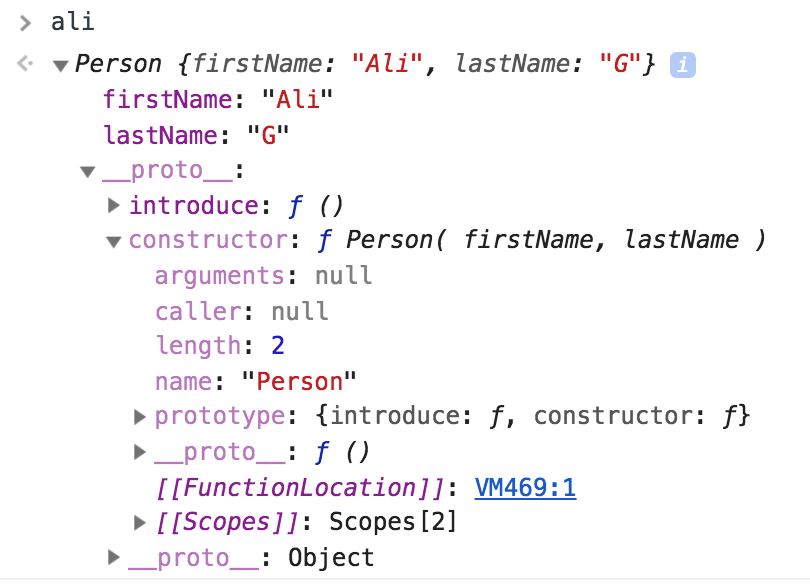 ali
Person {firstName: "Ali", lastName: "G"} i
firstName: "Ali"
lastName: "G"
__proto__:
introduce: ƒ ()
constructor: ƒ Person( firstName, lastName )
arguments: null
caller: null
length: 2
name: "Person"
prototype: {introduce: ƒ, constructor: ƒ}
__proto__: ƒ ()
[[FunctionLocation]]: VM469:1
[[Scopes]]: Scopes[2]
__proto__: Object